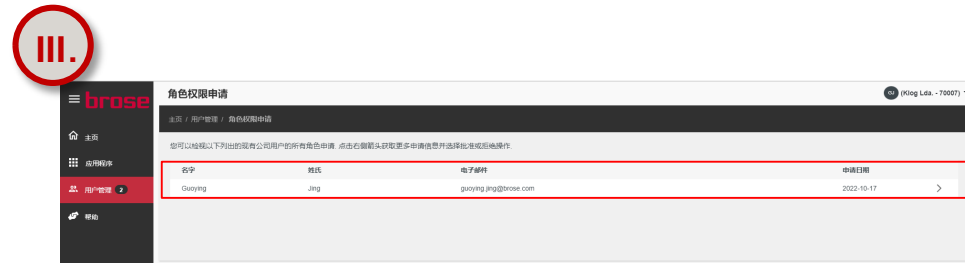 III.
brose
角色权限申请
GJ (Klog Lda. - 70007)
主页 / 用户管理 / 角色权限申请
主页
您可以检视以下列出的现有公司用户的所有角色申请. 点击右侧箭头获取更多申请信息并选择批准或拒绝操作.
应用程序
名字 姓氏 电子邮件 申请日期
用户管理 2
Guoying Jing guoying.jing@brose.com 2022-10-17
帮助